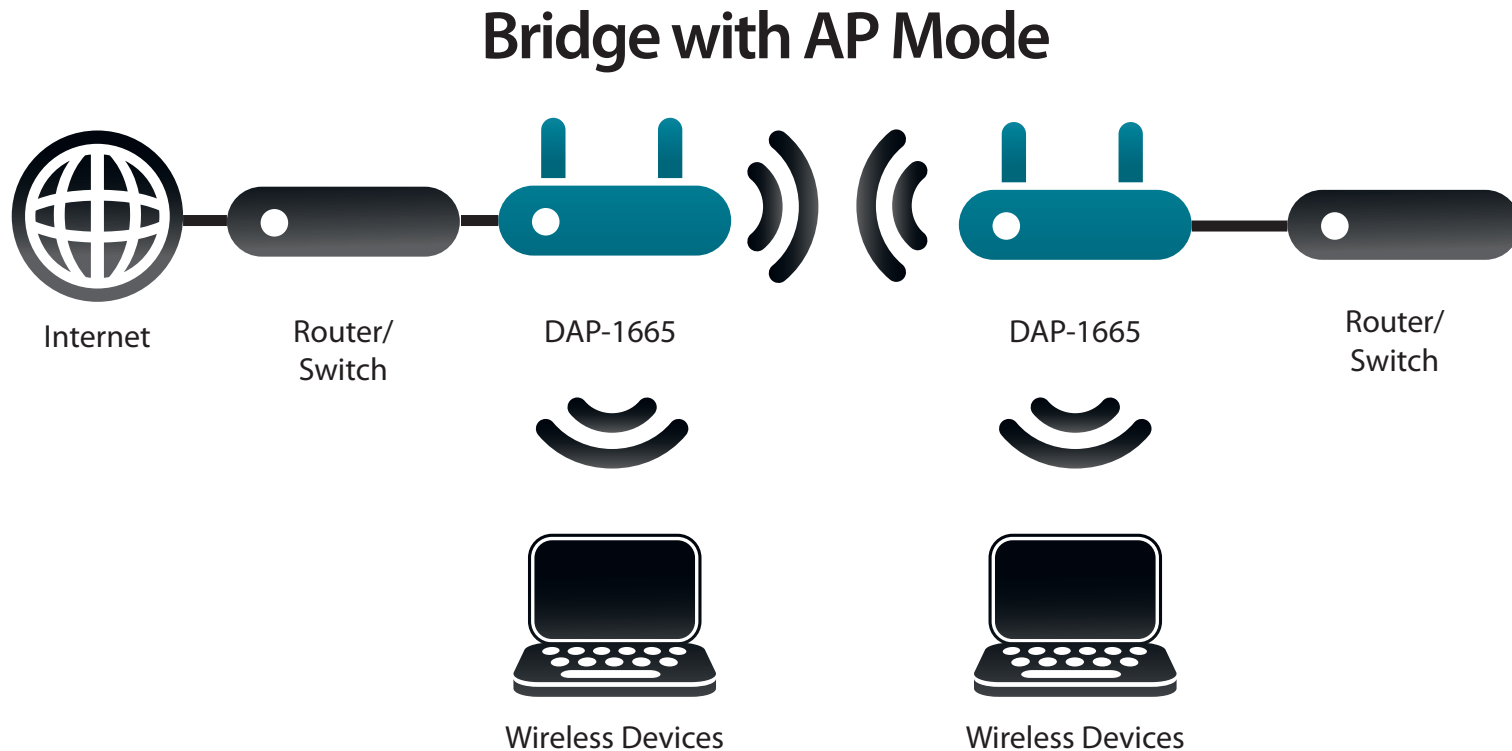 Bridge with AP Mode
Internet
Router/
Switch
DAP-1665
DAP-1665
Router/
Switch
Wireless Devices
Wireless Devices